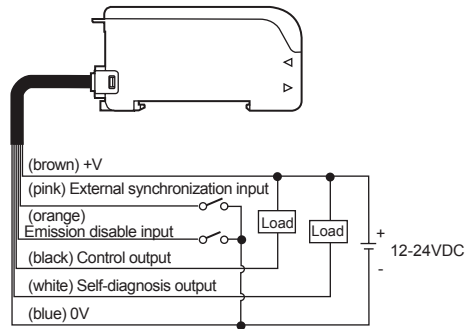 (brown) +V
(pink) External synchronization input
(orange)
Emission disable input
Load
Load
(black) Control output
+
12-24VDC
-
(white) Self-diagnosis output
(blue) 0V